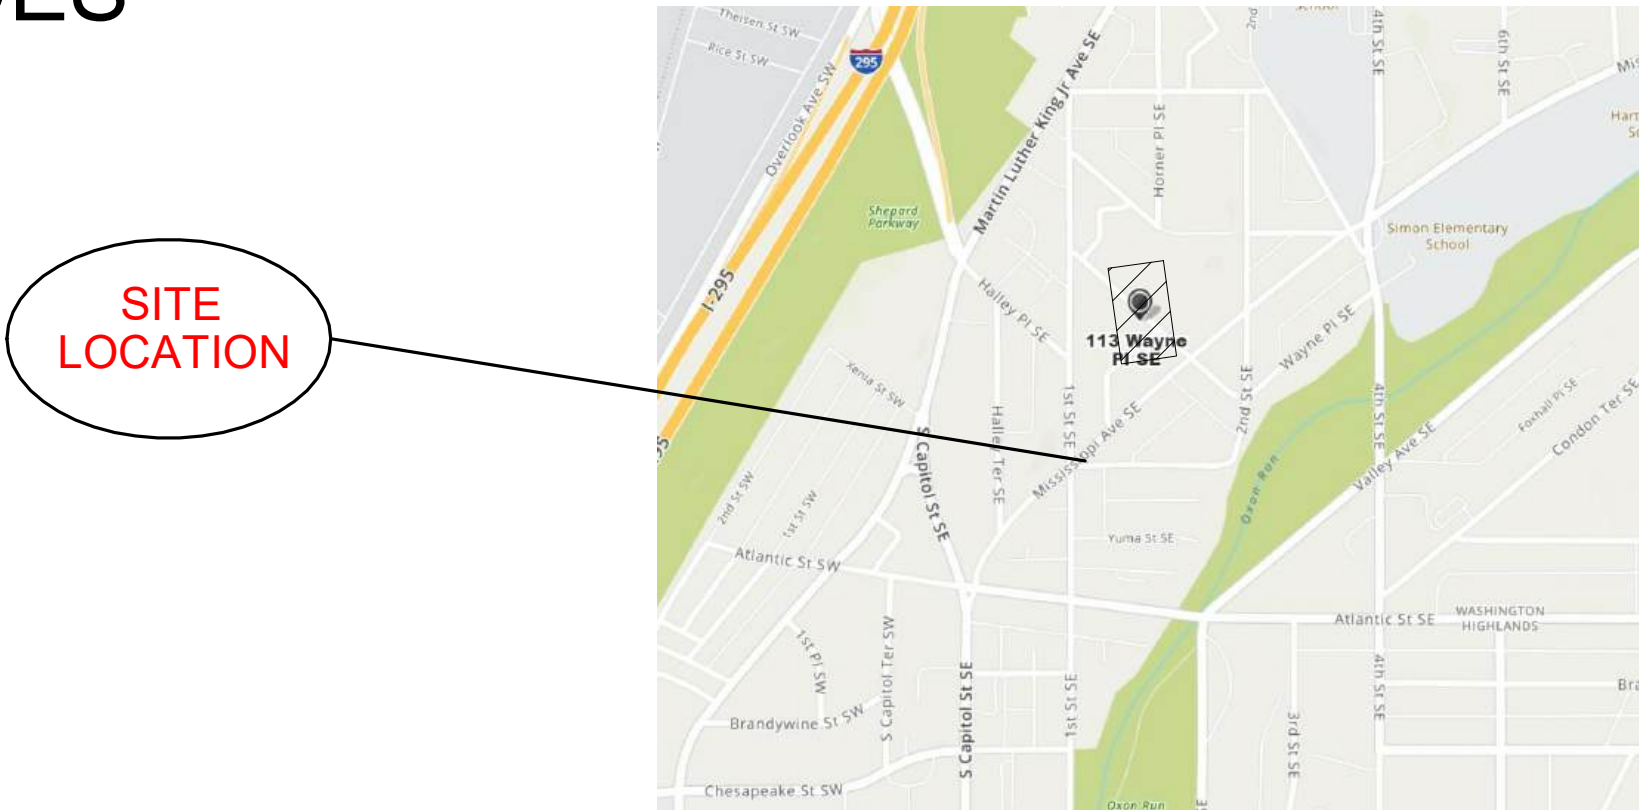 Theisen St SW
Rice St SW
Overlook Ave SW
295
Martin Luther King Jr Ave SE
2nd
4th St SE
6th St SE
Horner Pl SE
Shepard
Parkway
Simon Elementary
School
I-295
Halley Pl SE
SITE
LOCATION
113 Wayne
Pl SE
Wayne Pl SE
Xenia St SW
1st St SE
2nd St SE
4th St SE
Foxhall Pl SE
Condon Ter SE
Halley Ter SE
Mississippi Ave SE
Valley Ave SE
S Capitol St SE
2nd St SW
1st St SW
Oxon Run
Yuma St SE
Atlantic St SW
Atlantic St SE
WASHINGTON
HIGHLANDS
1st Pl SW
S Capitol Ter SW
S Capitol St SE
1st St SE
4th St SE
3rd St SE
Brandywine St SW
Bra
Chesapeake St SW
Oxon Run